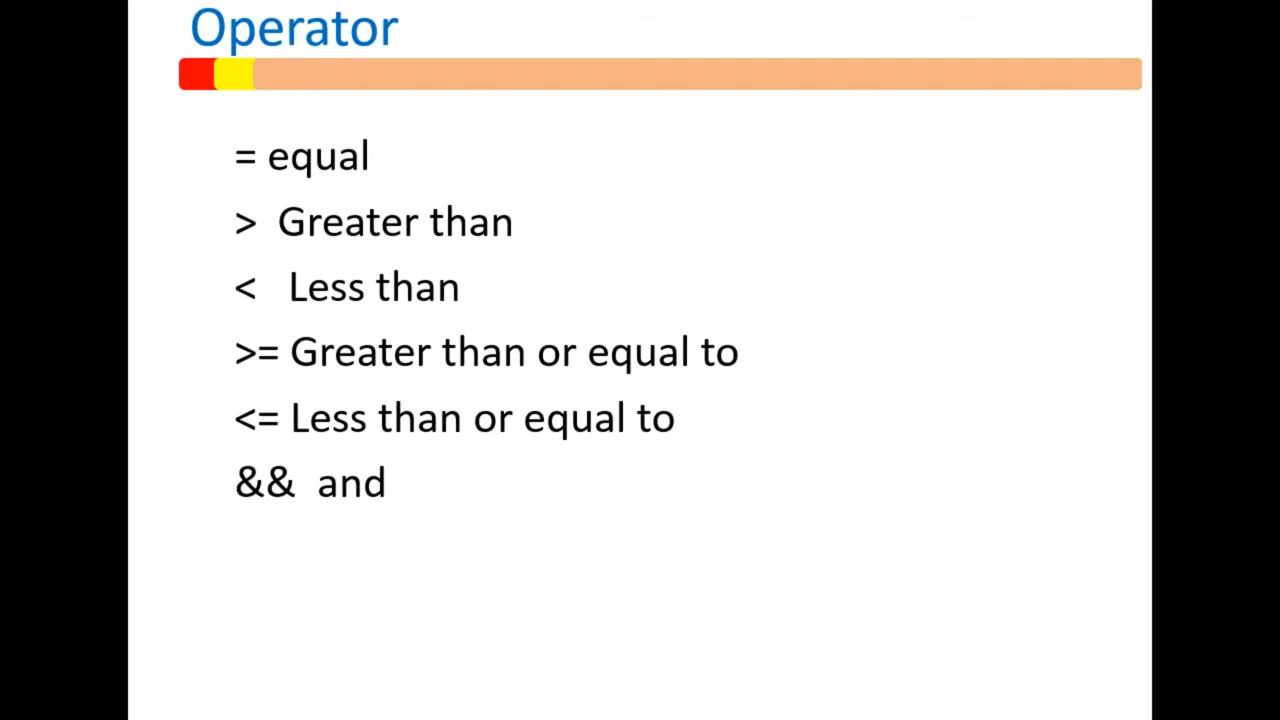 Operator
= equal
> Greater than
< Less than
>= Greater than or equal to
<= Less than or equal to
&& and